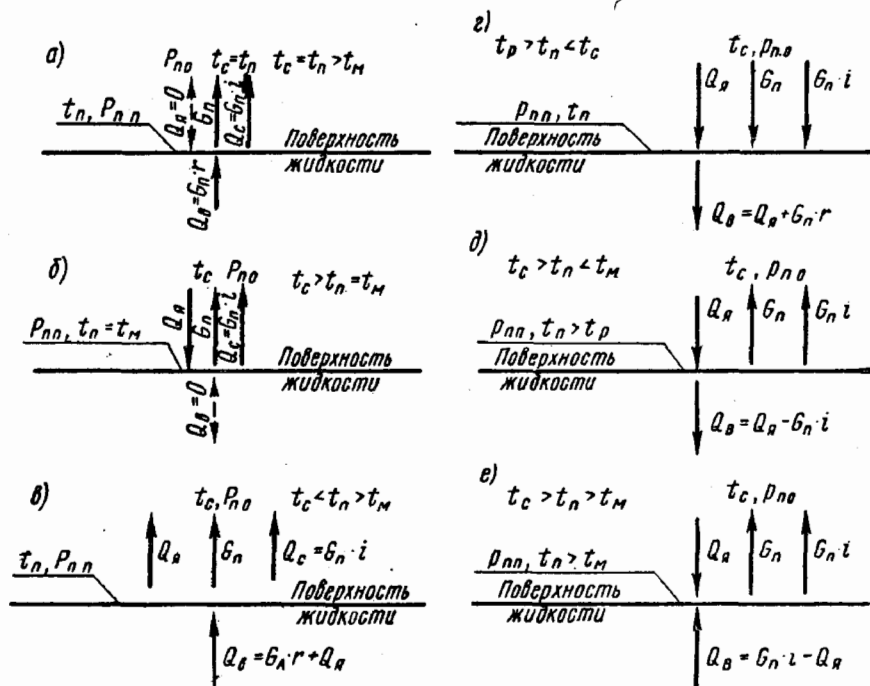 а)
P_по t_с=t_п t_с=t_п>t_м
t_п, P_пп
Q_я=0
G_п
Q_с=G_п·i
Поверхность
жидкости
Q_в=G_п·r
б)
t_с P_по t_с>t_п=t_м
P_пп, t_п=t_м
Q_я
G_п
Q_с=G_п·i
Поверхность
жидкости
Q_в=0
в)
t_с, P_по t_с<t_п>t_м
Q_я G_п Q_с=G_п·i
t_п, P_пп
Поверхность
жидкости
Q_в=G_л·r+Q_я
г)
t_р>t_п<t_с t_с, p_п.о
Q_я G_п G_п·i
p_пп, t_п
Поверхность
жидкости
Q_в=Q_я+G_п·r
д)
t_с>t_п<t_м t_с, p_по
Q_я G_п G_п i
p_пп, t_п>t_р
Поверхность
жидкости
Q_в=Q_я-G_п·i
е)
t_с>t_п>t_м t_с, p_по
Q_я G_п G_п·i
p_пп, t_п>t_м
Поверхность
жидкости
Q_в=G_п·i-Q_я